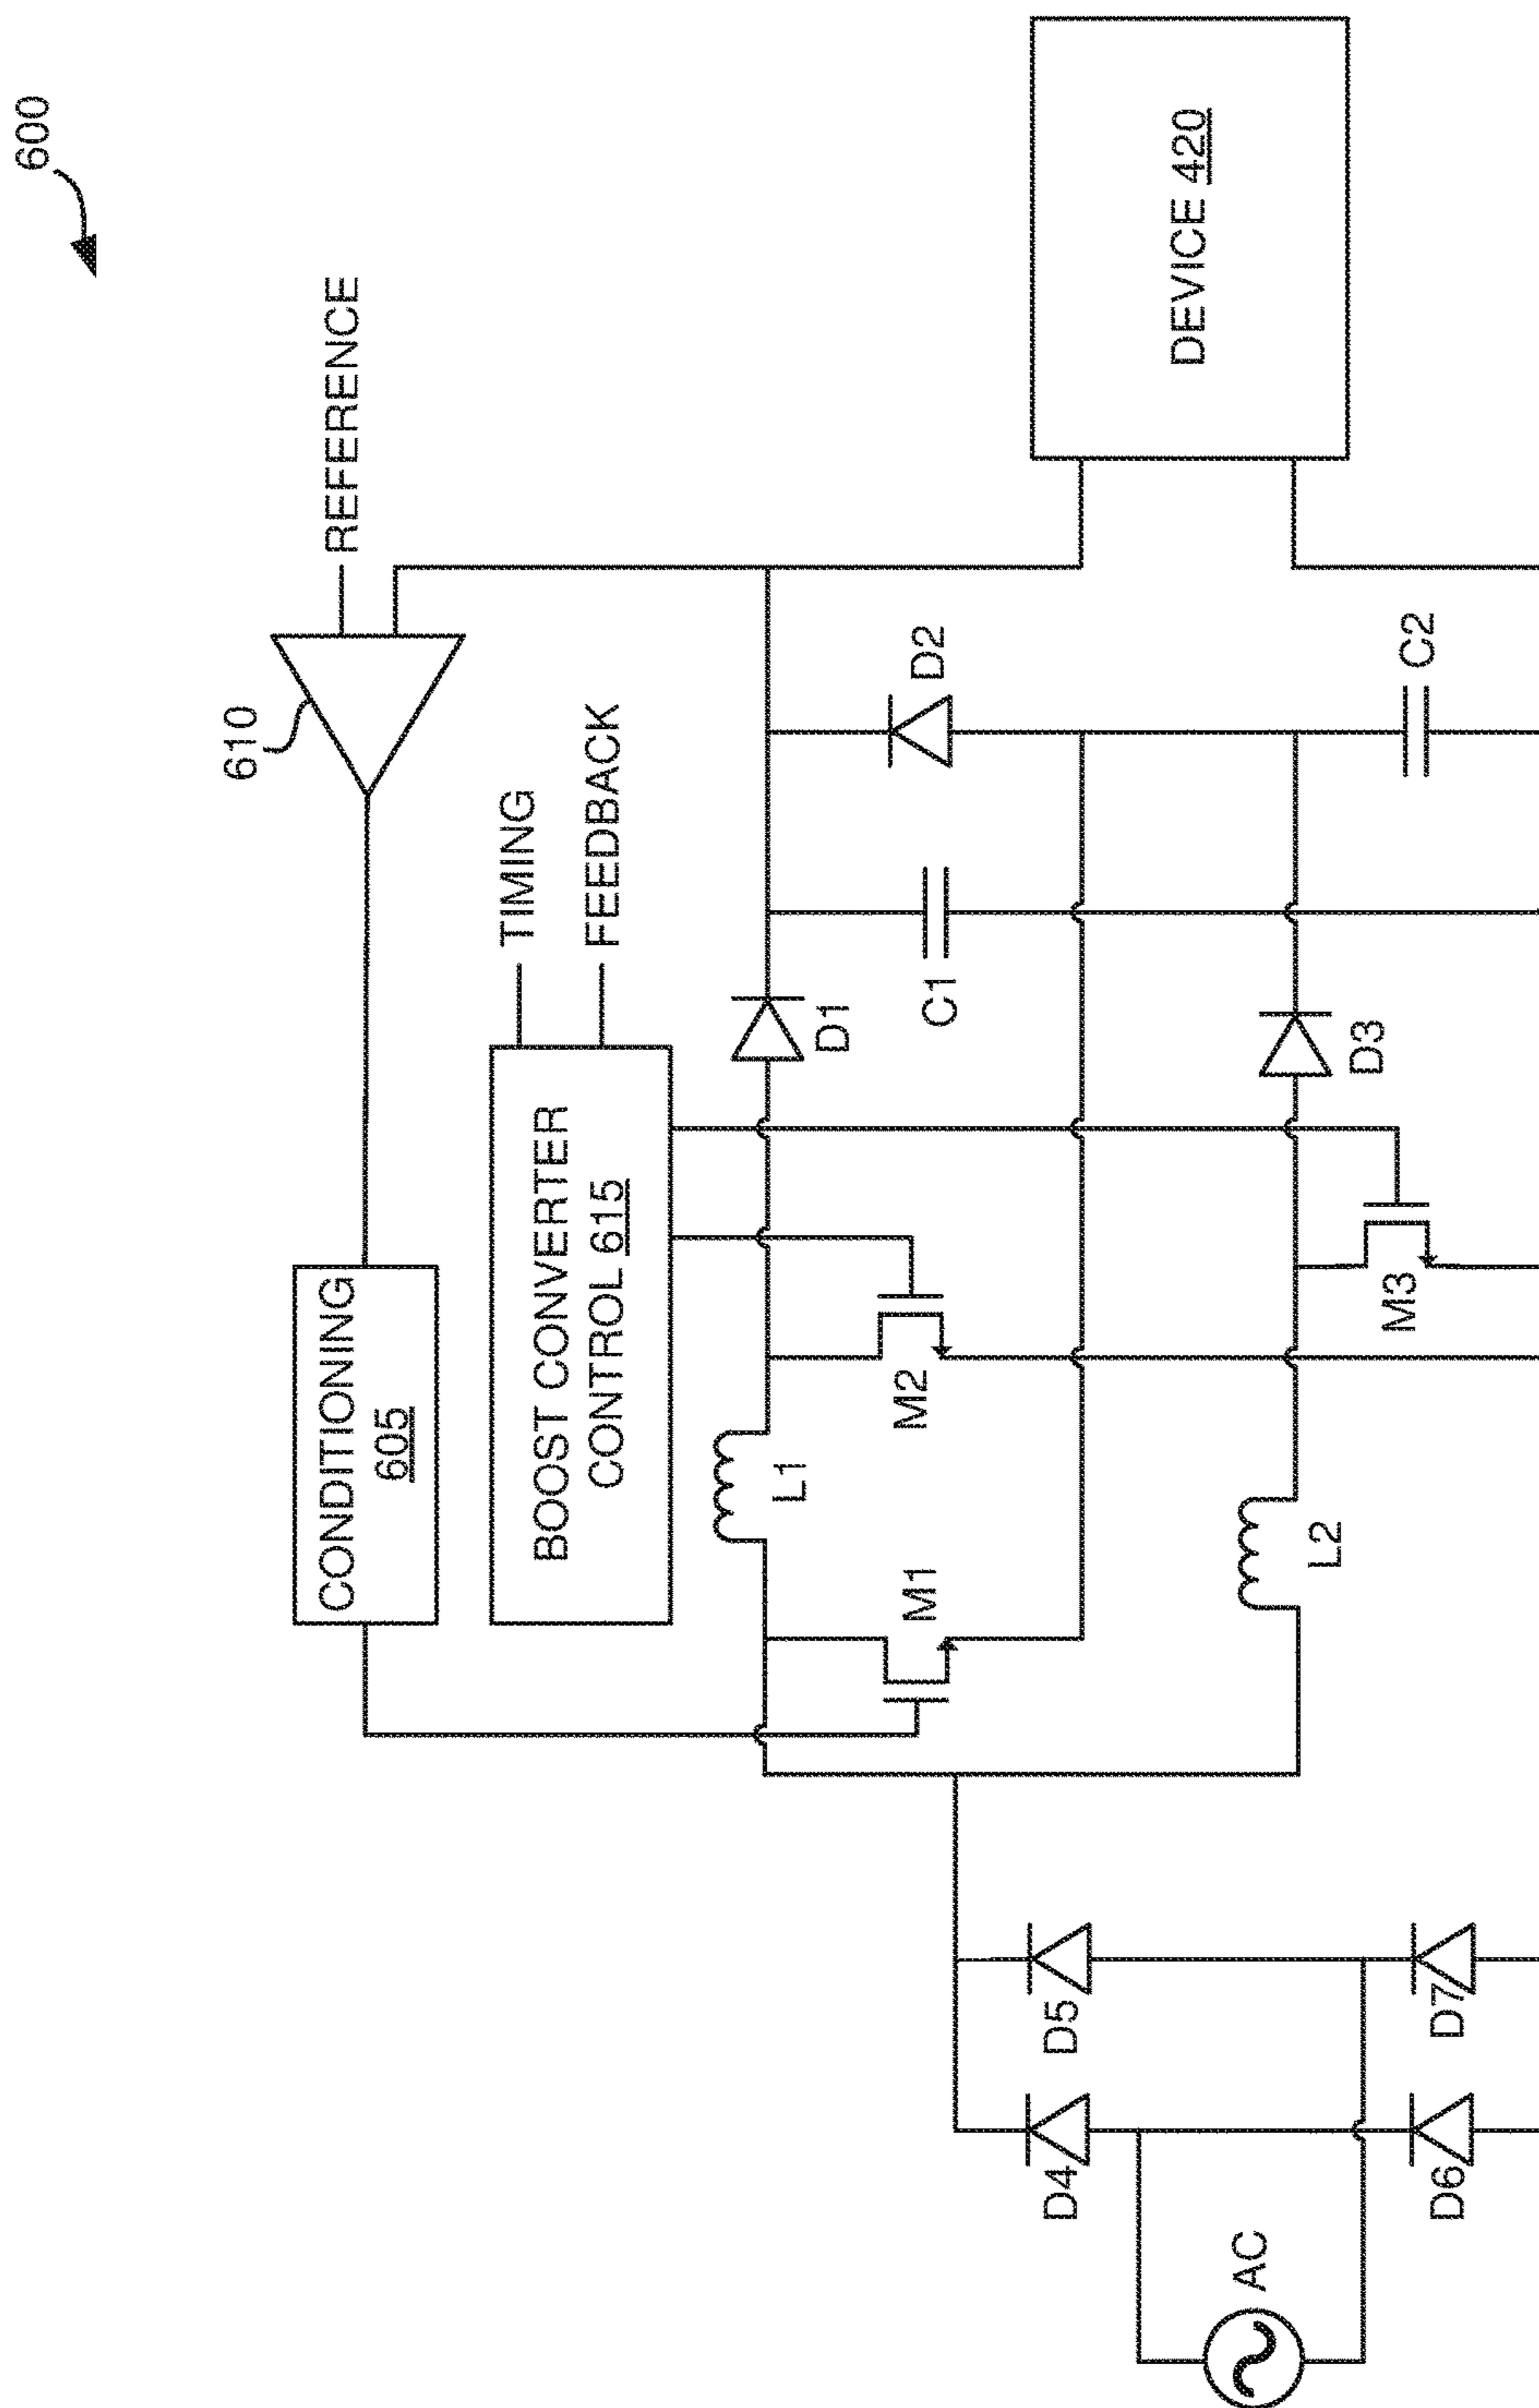 600
REFERENCE
610
CONDITIONING
605
TIMING
FEEDBACK
BOOST CONVERTER
CONTROL 615
L1
D1
M1
M2
C1
D2
DEVICE 420
L2
D3
M3
C2
D4
D5
D6
D7
AC